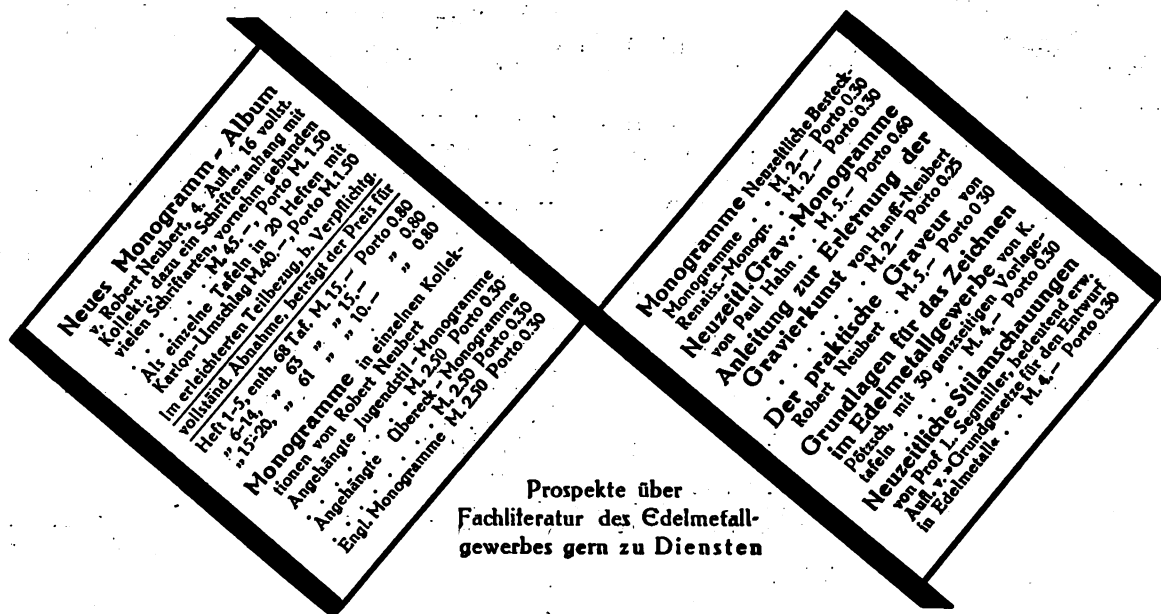 Neues Monogramm-Album
v. Robert Neubert, 4. Aufl., 16 vollst.
Kollekt., dazu ein Schriftenanhang mit
vielen Schriftarten, vornehm gebunden
. . . . . M. 45.—, Porto M. 1.50
Als einzelne Tafeln in 20 Heften mit
Karton-Umschlag M. 40.—, Porto M. 1.50
Im erleichterten Teilbezug, b. Verpflichtg.
vollständ. Abnahme, beträgt der Preis für
Heft 1-5, enth. 68 Taf. M 15.— Porto 0.80
„ 6-14, „ 63 „ „ 15.— „ 0.80
„ 15-20, „ 61 „ „ 10.— „ 0.80
Monogramme in einzelnen Kollek-
tionen von Robert Neubert
Angehängte Jugendstil-Monogramme
. . . . . M. 2.50 Porto 0.30
Angehängte Übereck-Monogramme
. . . . . M. 2.50 Porto 0.30
Engl. Monogramme M. 2.50 Porto 0.30
Monogramme Neuzeitliche Besteck-
Monogramme . . M. 2.— Porto 0.30
Renaiss.-Monogr. . M. 2.— Porto 0.30
Neuzeitl. Grav.-Monogramme
von Paul Hahn . M. 5.— Porto 0.60
Anleitung zur Erlernung der
Gravierkunst von Hanft-Neubert
. . . . . M. 2.— Porto 0.25
Der praktische Graveur von
Robert Neubert . M. 5.— Porto 0.30
Grundlagen für das Zeichnen
im Edelmetallgewerbe von K.
Pötzsch, mit 30 ganzseitigen Vorlage-
tafeln . . . . M. 4.— Porto 0.30
Neuzeitliche Stilanschauungen
von Prof. L. Segmiller, bedeutend erw.
Aufl. v. »Grundgesetze für den Entwurf
in Edelmetall« . . M. 4.— Porto 0.30
Prospekte über
Fachliteratur des Edelmetall-
gewerbes gern zu Diensten